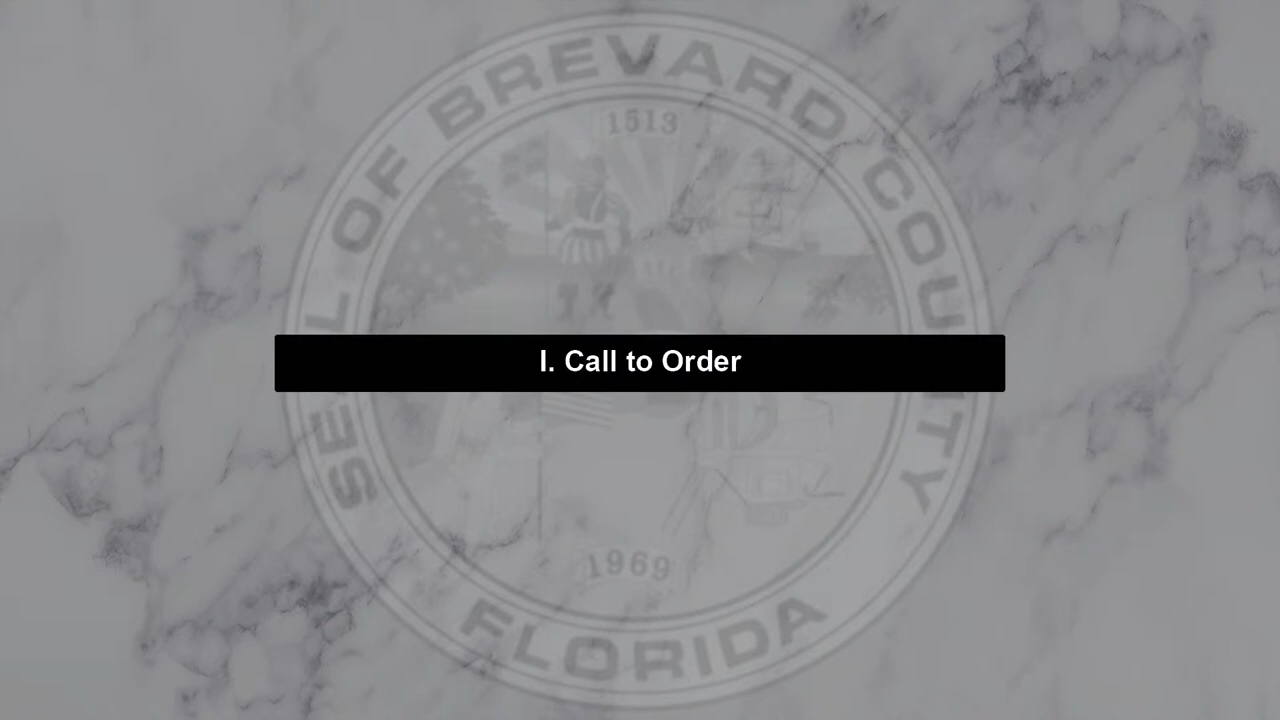 SEAL OF BREVARD COUNTY
1513
I. Call to Order
1969
FLORIDA